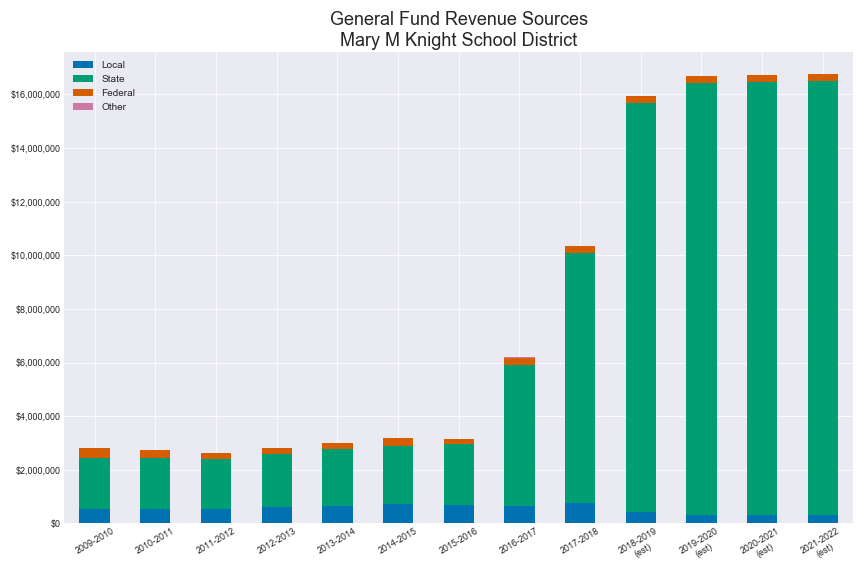 General Fund Revenue Sources
Mary M Knight School District
Local
State
Federal
Other
$16,000,000
$14,000,000
$12,000,000
$10,000,000
$8,000,000
$6,000,000
$4,000,000
$2,000,000
$0
2009-2010
2010-2011
2011-2012
2012-2013
2013-2014
2014-2015
2015-2016
2016-2017
2017-2018
2018-2019
(est)
2019-2020
(est)
2020-2021
(est)
2021-2022
(est)